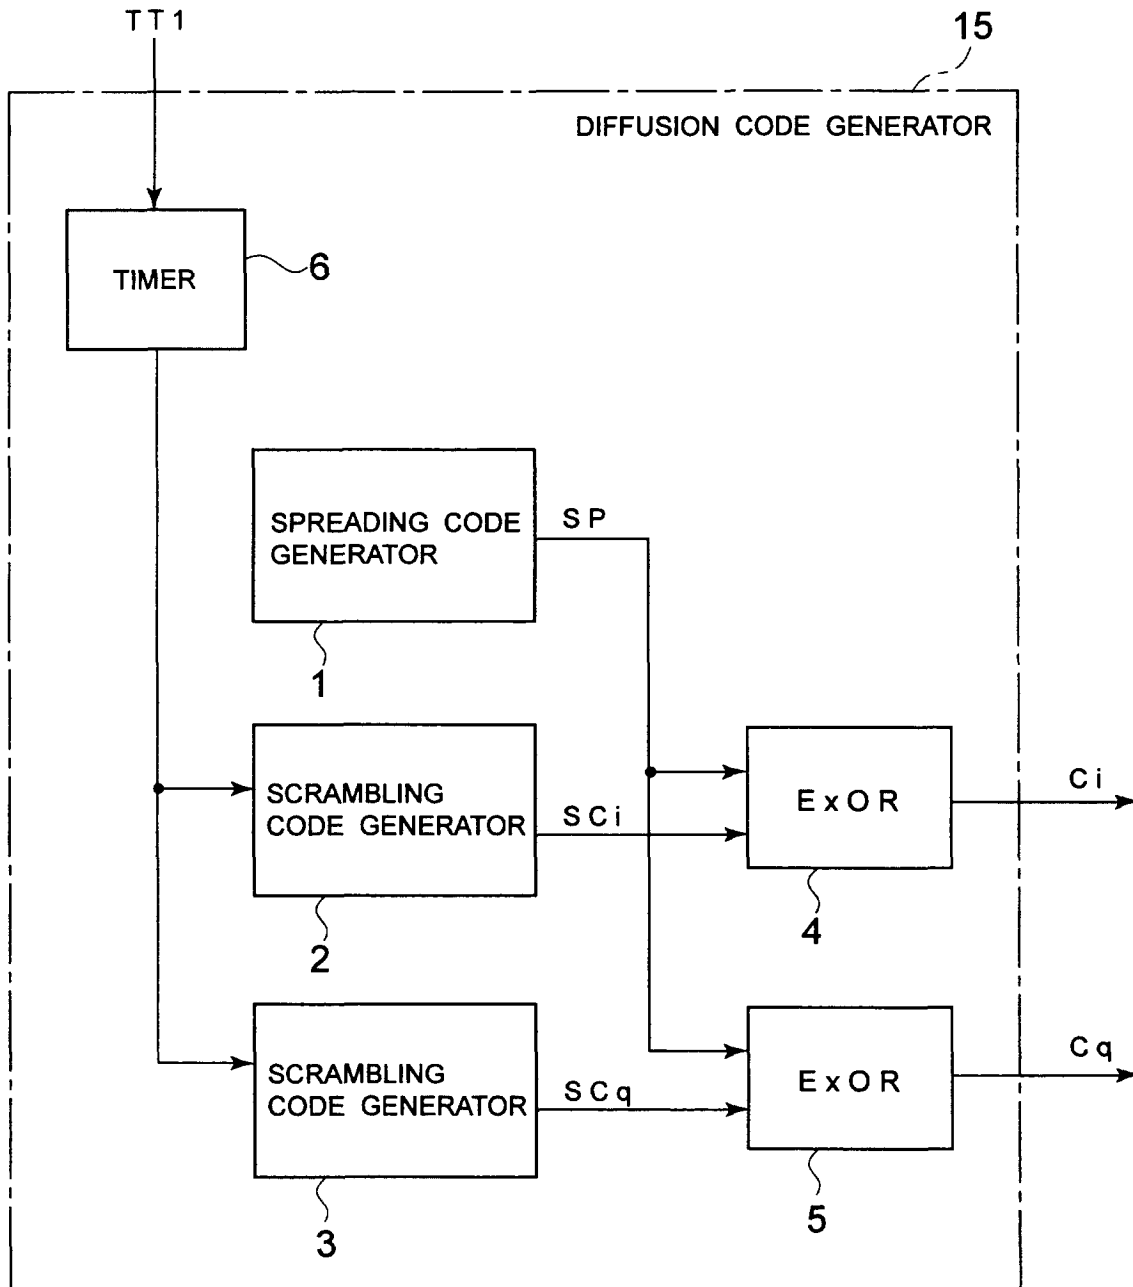 TT1
15
DIFFUSION CODE GENERATOR
TIMER
6
SPREADING CODE
GENERATOR
SP
1
SCRAMBLING
CODE GENERATOR
SCi
2
ExOR
4
Ci
SCRAMBLING
CODE GENERATOR
SCq
3
ExOR
5
Cq